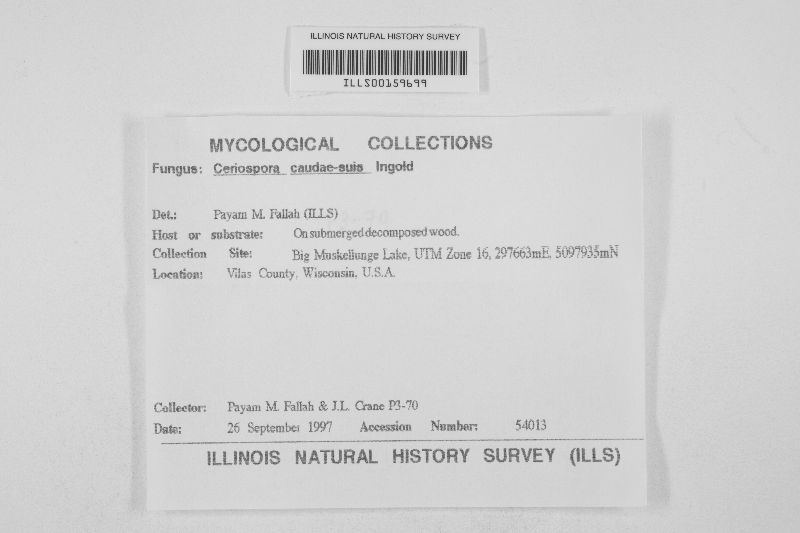 ILLINOIS NATURAL HISTORY SURVEY
ILLS00159699
MYCOLOGICAL COLLECTIONS
Fungus: Ceriospora caudae-suis Ingold
Det.: Payam M. Fallah (ILLS)
Host or substrate: On submerged decomposed wood.
Collection Site: Big Muskellunge Lake, UTM Zone 16, 297663mE, 5097935mN
Location: Vilas County, Wisconsin, U.S.A.
Collector: Payam M. Fallah & J.L. Crane P3-70
Date: 26 September 1997 Accession Number: 54013
ILLINOIS NATURAL HISTORY SURVEY (ILLS)